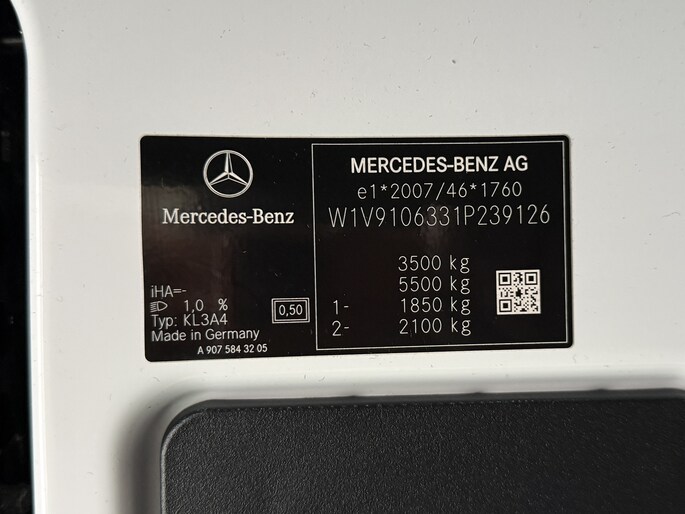 Mercedes-Benz
iHA=-
1,0 %
Typ: KL3A4
Made in Germany
0,50
A 907 584 32 05
MERCEDES-BENZ AG
e1*2007/46*1760
W1V9106331P239126
3500 kg
5500 kg
1- 1850 kg
2- 2100 kg